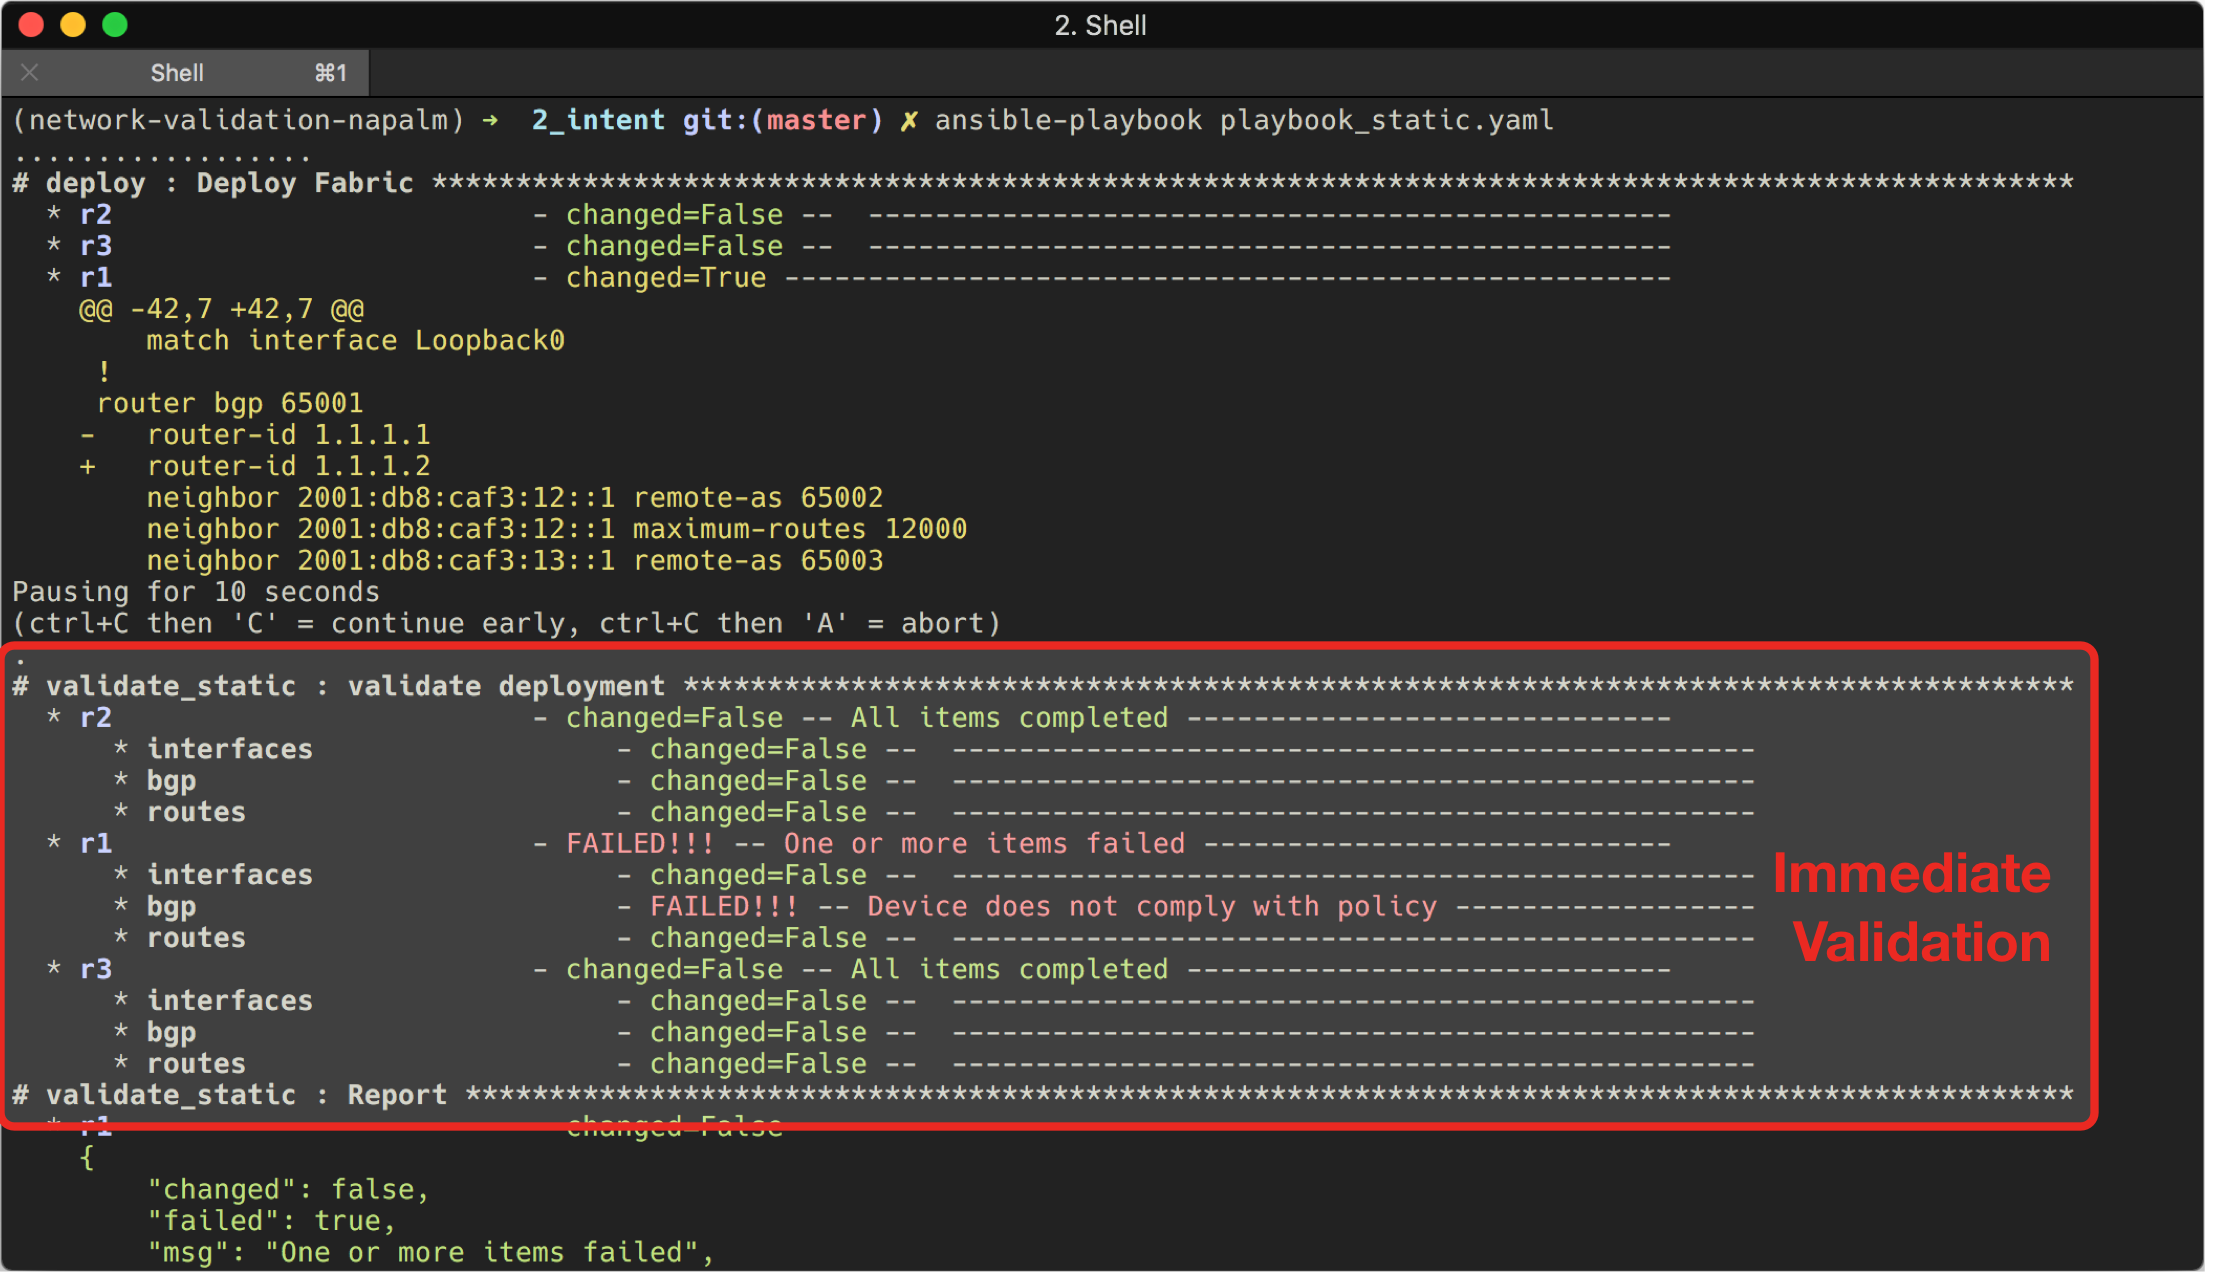 2. Shell
Shell ⌘1
(network-validation-napalm) ➜  2_intent git:(master) ✗ ansible-playbook playbook_static.yaml
..................
# deploy : Deploy Fabric **************************************************************************************************
  * r2                         - changed=False --  ------------------------------------------------
  * r3                         - changed=False --  ------------------------------------------------
  * r1                         - changed=True -----------------------------------------------------
    @@ -42,7 +42,7 @@
        match interface Loopback0
     !
     router bgp 65001
    -   router-id 1.1.1.1
    +   router-id 1.1.1.2
        neighbor 2001:db8:caf3:12::1 remote-as 65002
        neighbor 2001:db8:caf3:12::1 maximum-routes 12000
        neighbor 2001:db8:caf3:13::1 remote-as 65003
Pausing for 10 seconds
(ctrl+C then 'C' = continue early, ctrl+C then 'A' = abort)
.
# validate_static : validate deployment ***********************************************************************************
  * r2                         - changed=False -- All items completed -----------------------------
      * interfaces                  - changed=False --  ------------------------------------------------
      * bgp                         - changed=False --  ------------------------------------------------
      * routes                      - changed=False --  ------------------------------------------------
  * r1                         - FAILED!!! -- One or more items failed ----------------------------
      * interfaces                  - changed=False --  ------------------------------------------------
      * bgp                         - FAILED!!! -- Device does not comply with policy ------------------
      * routes                      - changed=False --  ------------------------------------------------
  * r3                         - changed=False -- All items completed -----------------------------
      * interfaces                  - changed=False --  ------------------------------------------------
      * bgp                         - changed=False --  ------------------------------------------------
      * routes                      - changed=False --  ------------------------------------------------
Immediate
Validation
# validate_static : Report ************************************************************************************************
  * r1                           changed=False
    {
        "changed": false,
        "failed": true,
        "msg": "One or more items failed",